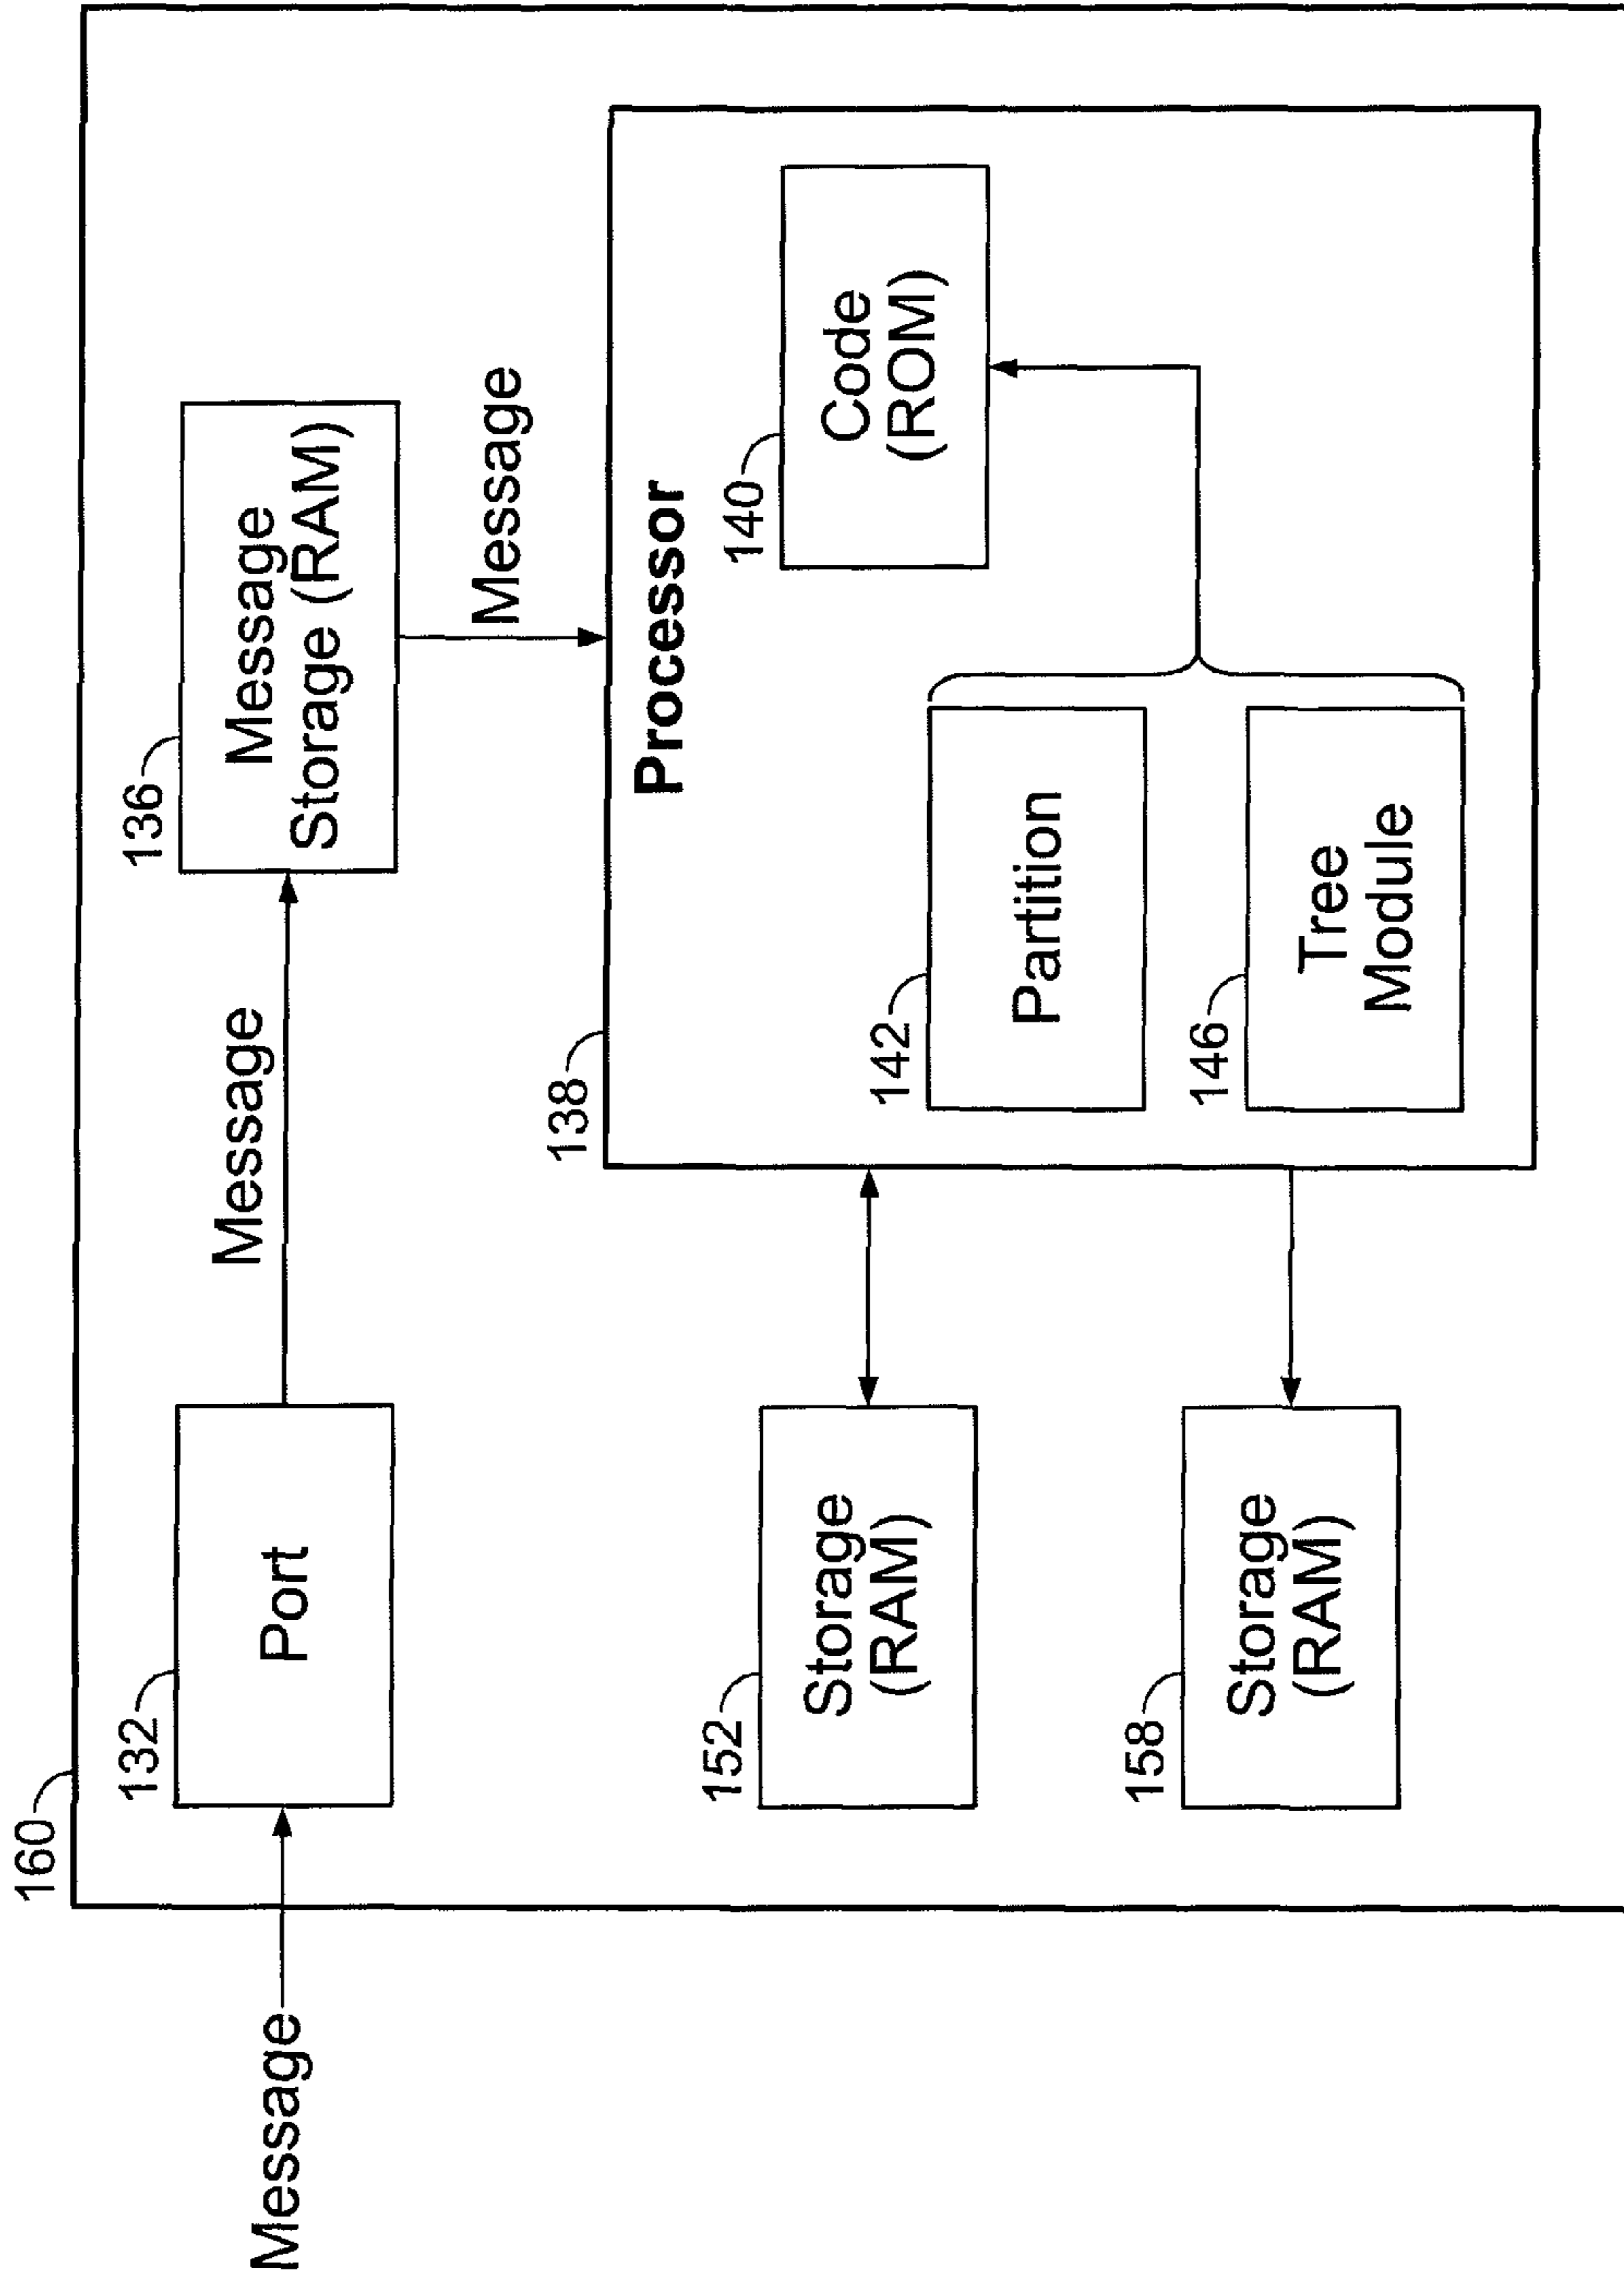 160
132
Port
Message
Message
136
Message
Storage (RAM)
Message
138
Processor
140
Code
(ROM)
142
Partition
146
Tree
Module
152
Storage
(RAM)
158
Storage
(RAM)